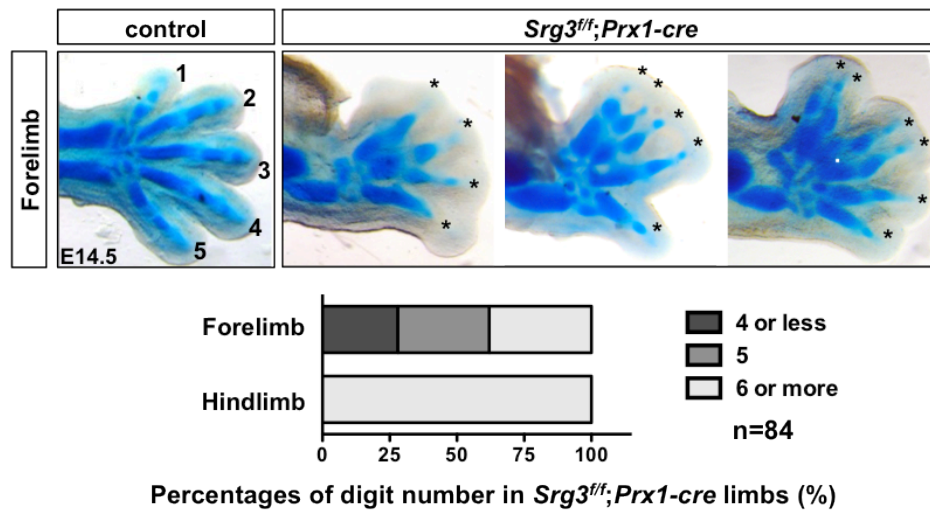 control
Srg3f/f;Prx1-cre
Forelimb
1
2
3
4
5
E14.5
* * * *
* * * * *
* * * * * *
Forelimb
Hindlimb
0 25 50 75 100
4 or less
5
6 or more
n=84
Percentages of digit number in Srg3f/f;Prx1-cre limbs (%)